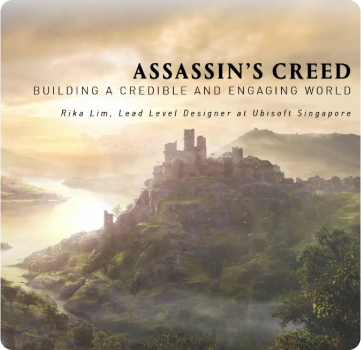 ASSASSIN'S CREED
BUILDING A CREDIBLE AND ENGAGING WORLD
Rika Lim, Lead Level Designer at Ubisoft Singapore